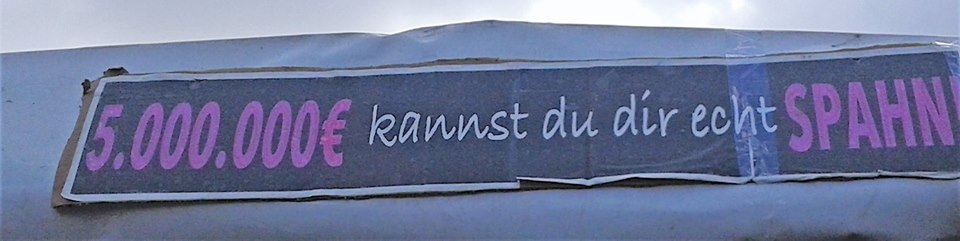 5.000.000€ kannst du dir echt SPAHN!